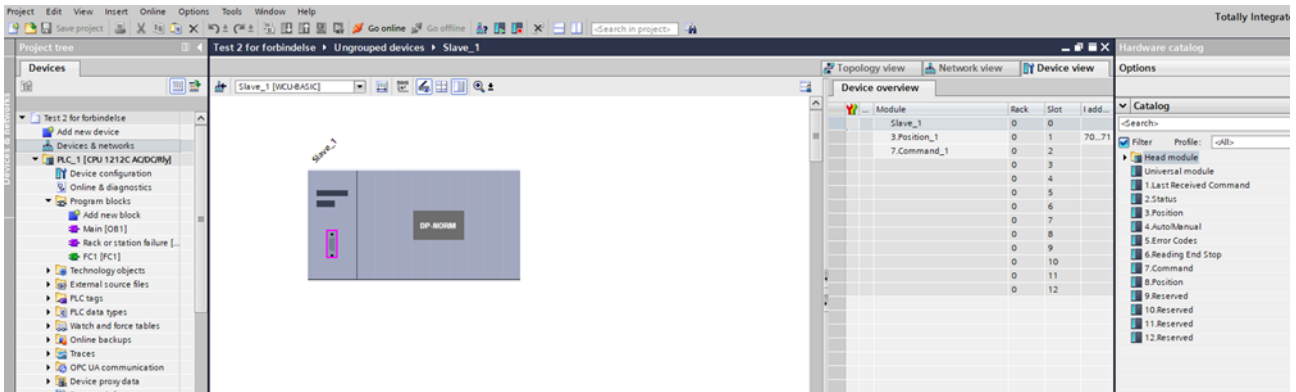 Project Edit View Insert Online Options Tools Window Help
Totally Integrat
Save project Go online Go offline <Search in project>
Project tree
Test 2 for forbindelse Ungrouped devices Slave_1
Hardware catalog
Devices
Topology view Network view Device view
Options
Slave_1 [WCU-BASIC]
Device overview
Module Rack Slot I add...
Catalog
Slave_1 0 0
3.Position_1 0 1 70...71
7.Command_1 0 2
0 3
0 4
0 5
0 6
0 7
0 8
0 9
0 10
0 11
0 12
<Search>
Filter Profile: <All>
Head module
Universal module
1.Last Received Command
2.Status
3.Position
4.Auto/Manual
5.Error Codes
6.Reading End Stop
7.Command
8.Position
9.Reserved
10.Reserved
11.Reserved
12.Reserved
Test 2 for forbindelse
Add new device
Devices & networks
PLC_1 [CPU 1212C AC/DC/Rly]
Device configuration
Online & diagnostics
Program blocks
Add new block
Main [OB1]
Rack or station failure [...
FC1 [FC1]
Technology objects
External source files
PLC tags
PLC data types
Watch and force tables
Online backups
Traces
OPC UA communication
Device proxy data
Devices & networks
Slave_1
DP-NORM